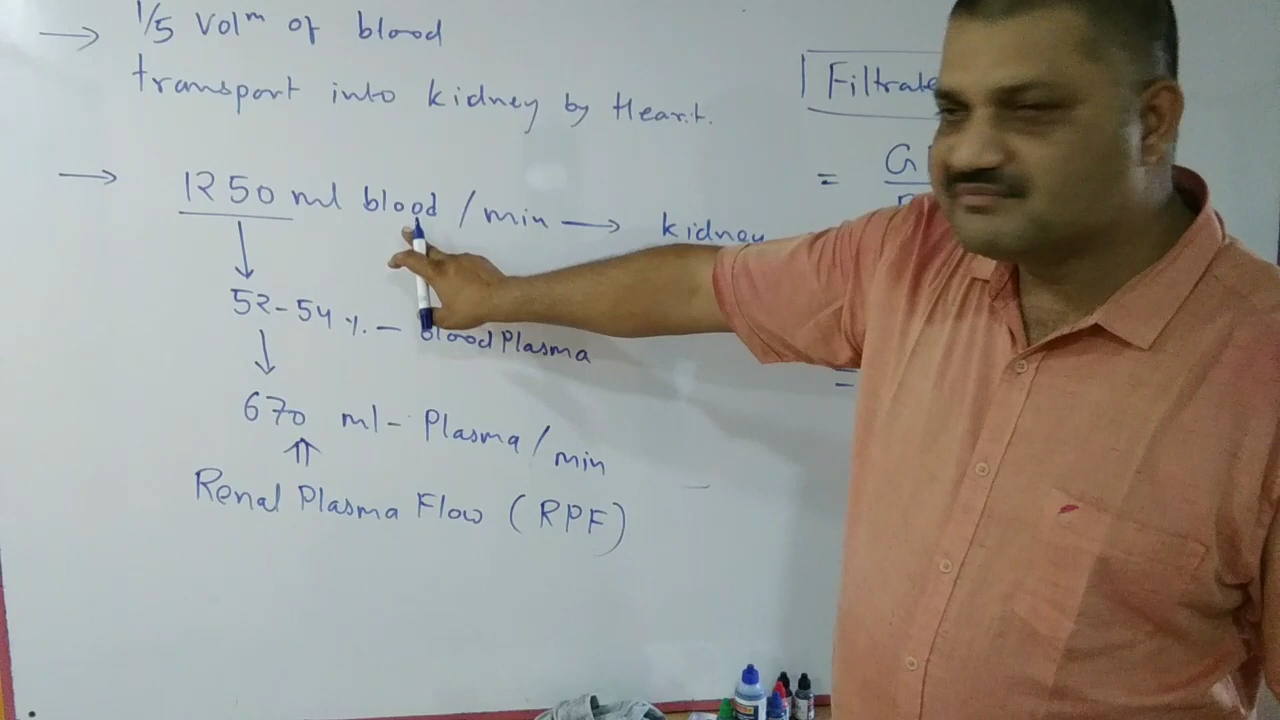 → 1/5 Volᵐ of blood
transport into kidney by Heart.
→ 1250 ml blood / min → kidney
↓
52-54 %. - blood Plasma
↓
670 ml - Plasma / min
⇑
Renal Plasma Flow (RPF)
Filtrate
=
=